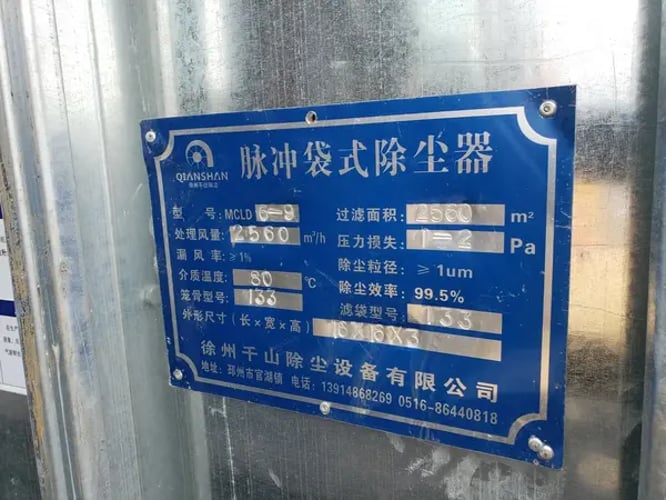 QIANSHAN
脉冲袋式除尘器
型 号: MCLD 6-9 过滤面积: 2560 m²
处理风量: 2560 m³/h 压力损失: 1-2 Pa
漏风率: ≥1% 除尘粒径: ≥1um
介质温度: 80 ℃ 除尘效率: 99.5%
笼骨型号: 133 滤袋型号: 133
外形尺寸(长×宽×高) 16X16X3
徐州千山除尘设备有限公司
地址: 邳州市官湖镇 电话: 13914868269 0516-86440818